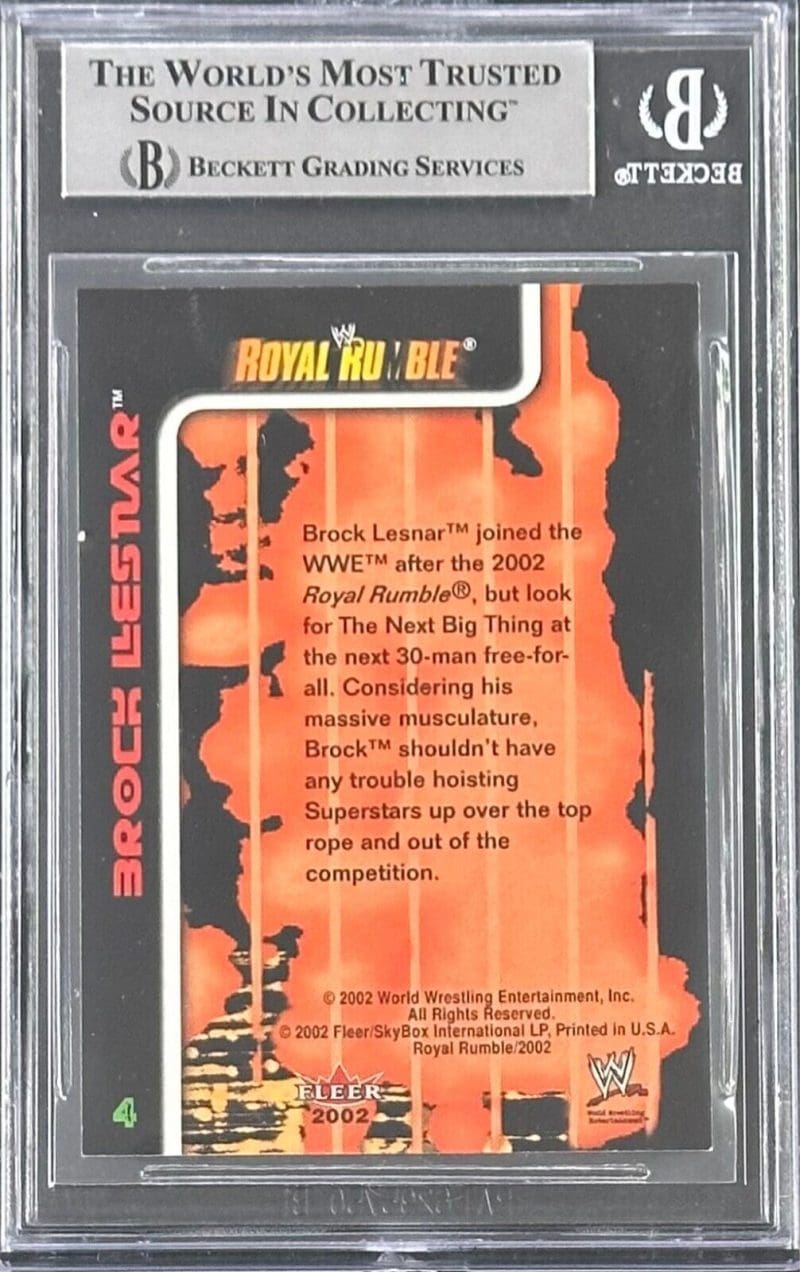 THE WORLD'S MOST TRUSTED
SOURCE IN COLLECTING™
B BECKETT GRADING SERVICES
B
BECKETT®
W
ROYAL RUMBLE®
BROCK LESNAR™
Brock Lesnar™ joined the
WWE™ after the 2002
Royal Rumble®, but look
for The Next Big Thing at
the next 30-man free-for-
all. Considering his
massive musculature,
Brock™ shouldn't have
any trouble hoisting
Superstars up over the top
rope and out of the
competition.
© 2002 World Wrestling Entertainment, Inc.
All Rights Reserved.
© 2002 Fleer/SkyBox International LP, Printed in U.S.A.
Royal Rumble/2002
FLEER
2002
W
World Wrestling
Entertainment™
4